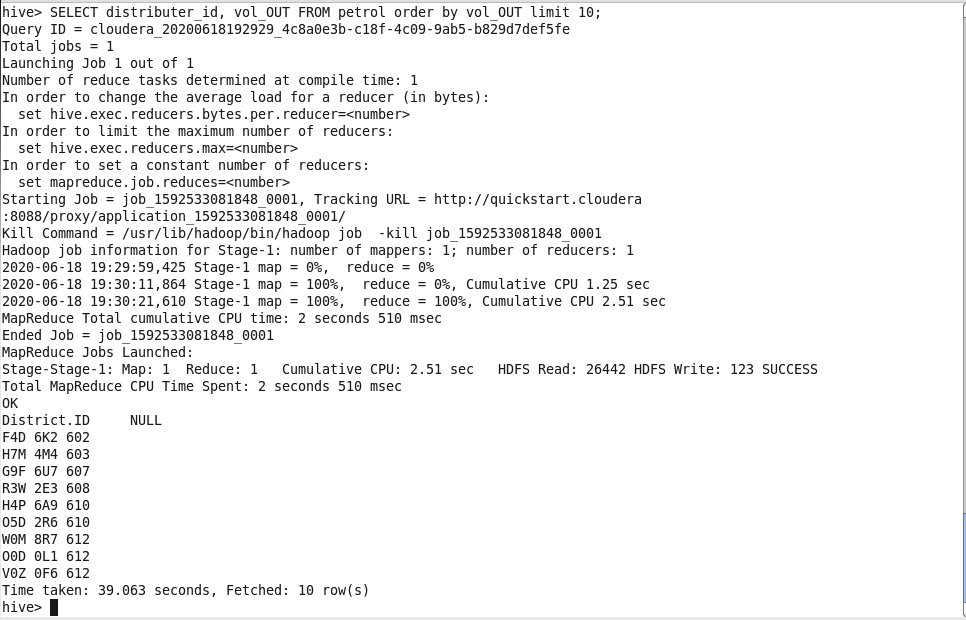 hive> SELECT distributer_id, vol_OUT FROM petrol order by vol_OUT limit 10;
Query ID = cloudera_20200618192929_4c8a0e3b-c18f-4c09-9ab5-b829d7def5fe
Total jobs = 1
Launching Job 1 out of 1
Number of reduce tasks determined at compile time: 1
In order to change the average load for a reducer (in bytes):
  set hive.exec.reducers.bytes.per.reducer=<number>
In order to limit the maximum number of reducers:
  set hive.exec.reducers.max=<number>
In order to set a constant number of reducers:
  set mapreduce.job.reduces=<number>
Starting Job = job_1592533081848_0001, Tracking URL = http://quickstart.cloudera
:8088/proxy/application_1592533081848_0001/
Kill Command = /usr/lib/hadoop/bin/hadoop job  -kill job_1592533081848_0001
Hadoop job information for Stage-1: number of mappers: 1; number of reducers: 1
2020-06-18 19:29:59,425 Stage-1 map = 0%,  reduce = 0%
2020-06-18 19:30:11,864 Stage-1 map = 100%,  reduce = 0%, Cumulative CPU 1.25 sec
2020-06-18 19:30:21,610 Stage-1 map = 100%,  reduce = 100%, Cumulative CPU 2.51 sec
MapReduce Total cumulative CPU time: 2 seconds 510 msec
Ended Job = job_1592533081848_0001
MapReduce Jobs Launched:
Stage-Stage-1: Map: 1  Reduce: 1   Cumulative CPU: 2.51 sec   HDFS Read: 26442 HDFS Write: 123 SUCCESS
Total MapReduce CPU Time Spent: 2 seconds 510 msec
OK
District.ID     NULL
F4D 6K2 602
H7M 4M4 603
G9F 6U7 607
R3W 2E3 608
H4P 6A9 610
O5D 2R6 610
W0M 8R7 612
O0D 0L1 612
V0Z 0F6 612
Time taken: 39.063 seconds, Fetched: 10 row(s)
hive>